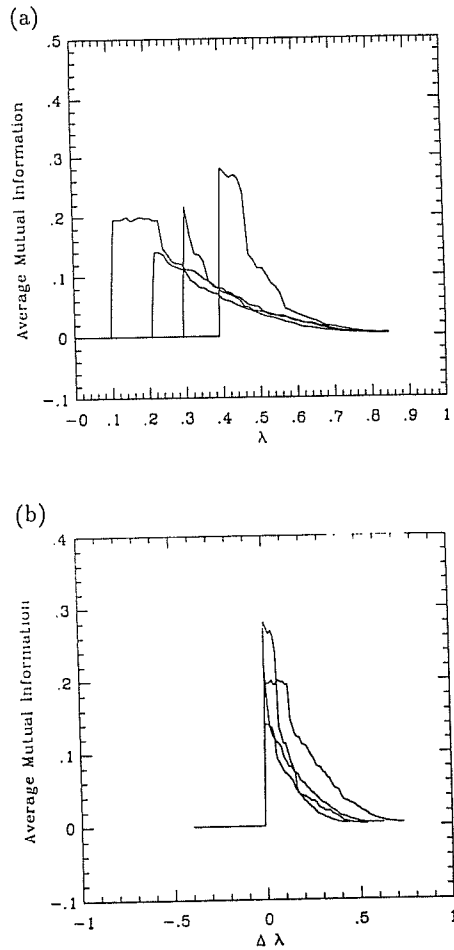 (a)
.5
.4
.3
.2
.1
0
-.1
Average Mutual Information
-0 .1 .2 .3 .4 .5 .6 .7 .8 .9 1
λ
(b)
.4
.3
.2
.1
0
-.1
Average Mutual Information
-1 -.5 0 .5 1
Δ λ